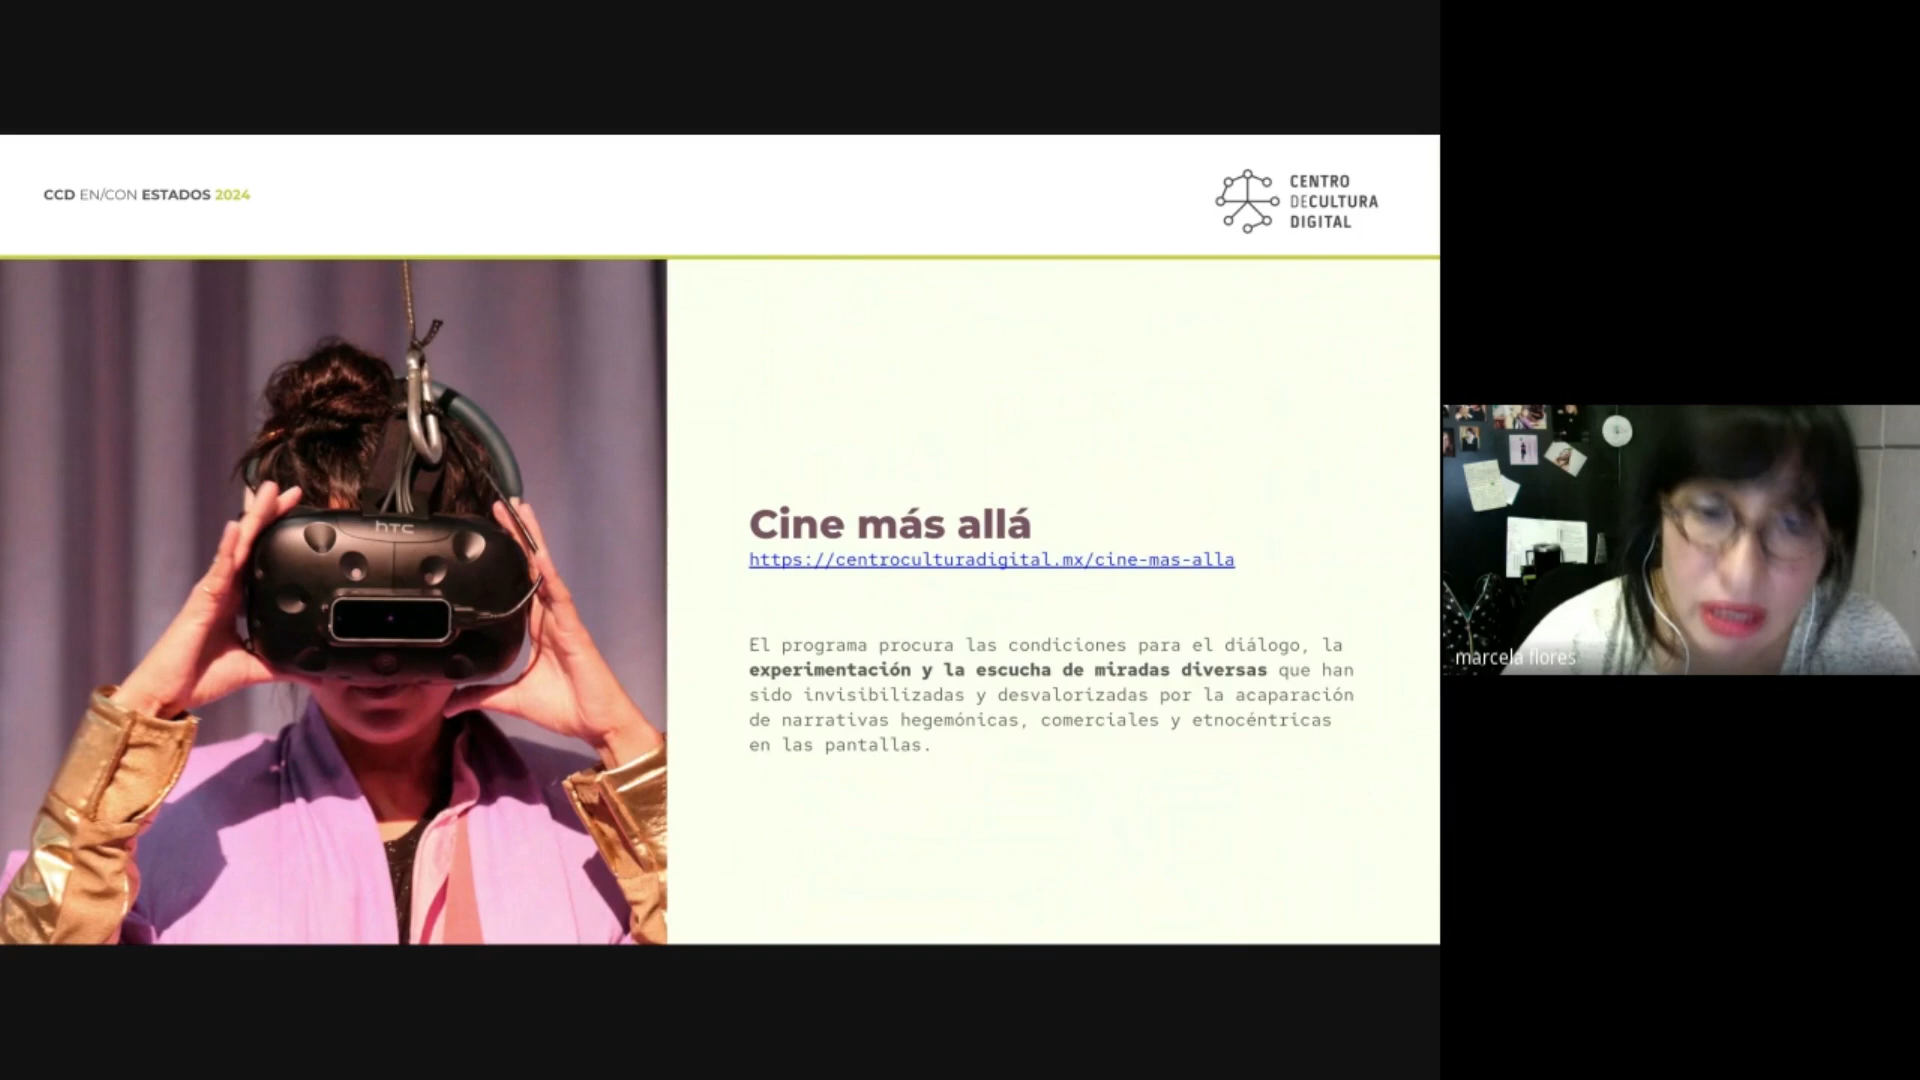 CCD EN/CON ESTADOS 2024
CENTRO
DECULTURA
DIGITAL
hTC
Cine más allá
https://centroculturadigital.mx/cine-mas-alla
El programa procura las condiciones para el diálogo, la
experimentación y la escucha de miradas diversas que han
sido invisibilizadas y desvalorizadas por la acaparación
de narrativas hegemónicas, comerciales y etnocéntricas
en las pantallas.
marcela flores